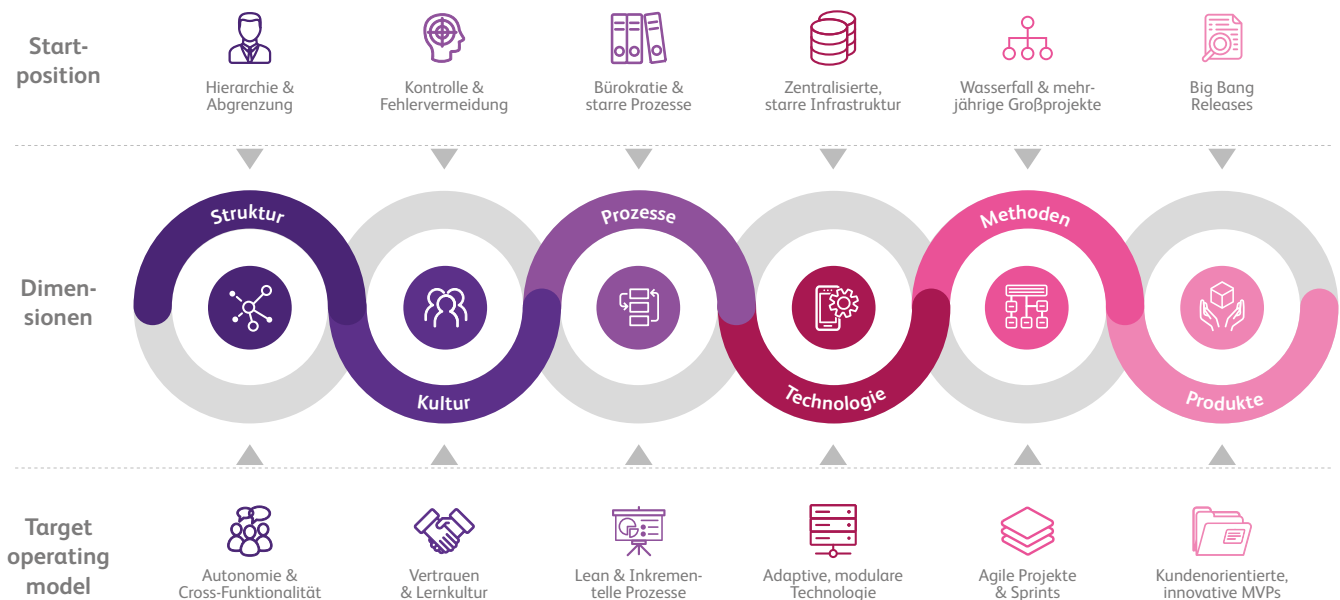 Start-
position
Hierarchie &
Abgrenzung
Kontrolle &
Fehlervermeidung
Bürokratie &
starre Prozesse
Zentralisierte,
starre Infrastruktur
Wasserfall & mehr-
jährige Großprojekte
Big Bang
Releases
Dimen-
sionen
Struktur
Kultur
Prozesse
Technologie
Methoden
Produkte
Target
operating
model
Autonomie &
Cross-Funktionalität
Vertrauen
& Lernkultur
Lean & Inkremen-
telle Prozesse
Adaptive, modulare
Technologie
Agile Projekte
& Sprints
Kundenorientierte,
innovative MVPs